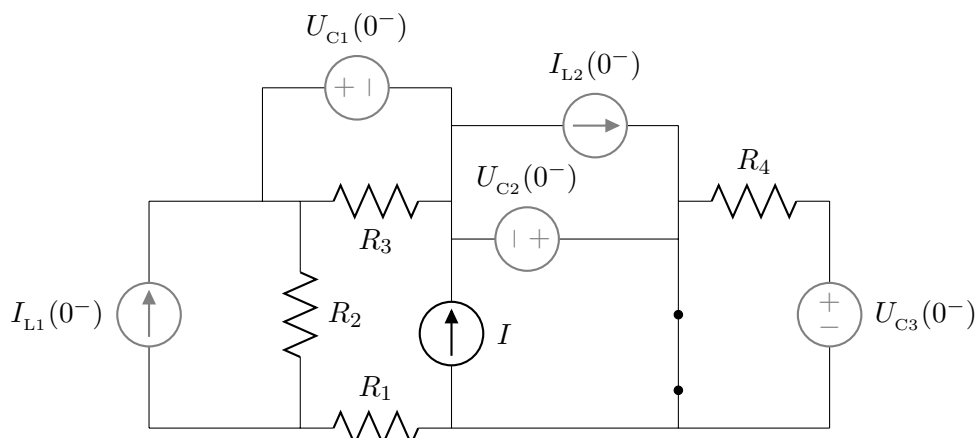 U_C1(0⁻)
I_L2(0⁻)
R_4
U_C2(0⁻)
R_3
I_L1(0⁻)
R_2
I
U_C3(0⁻)
R_1